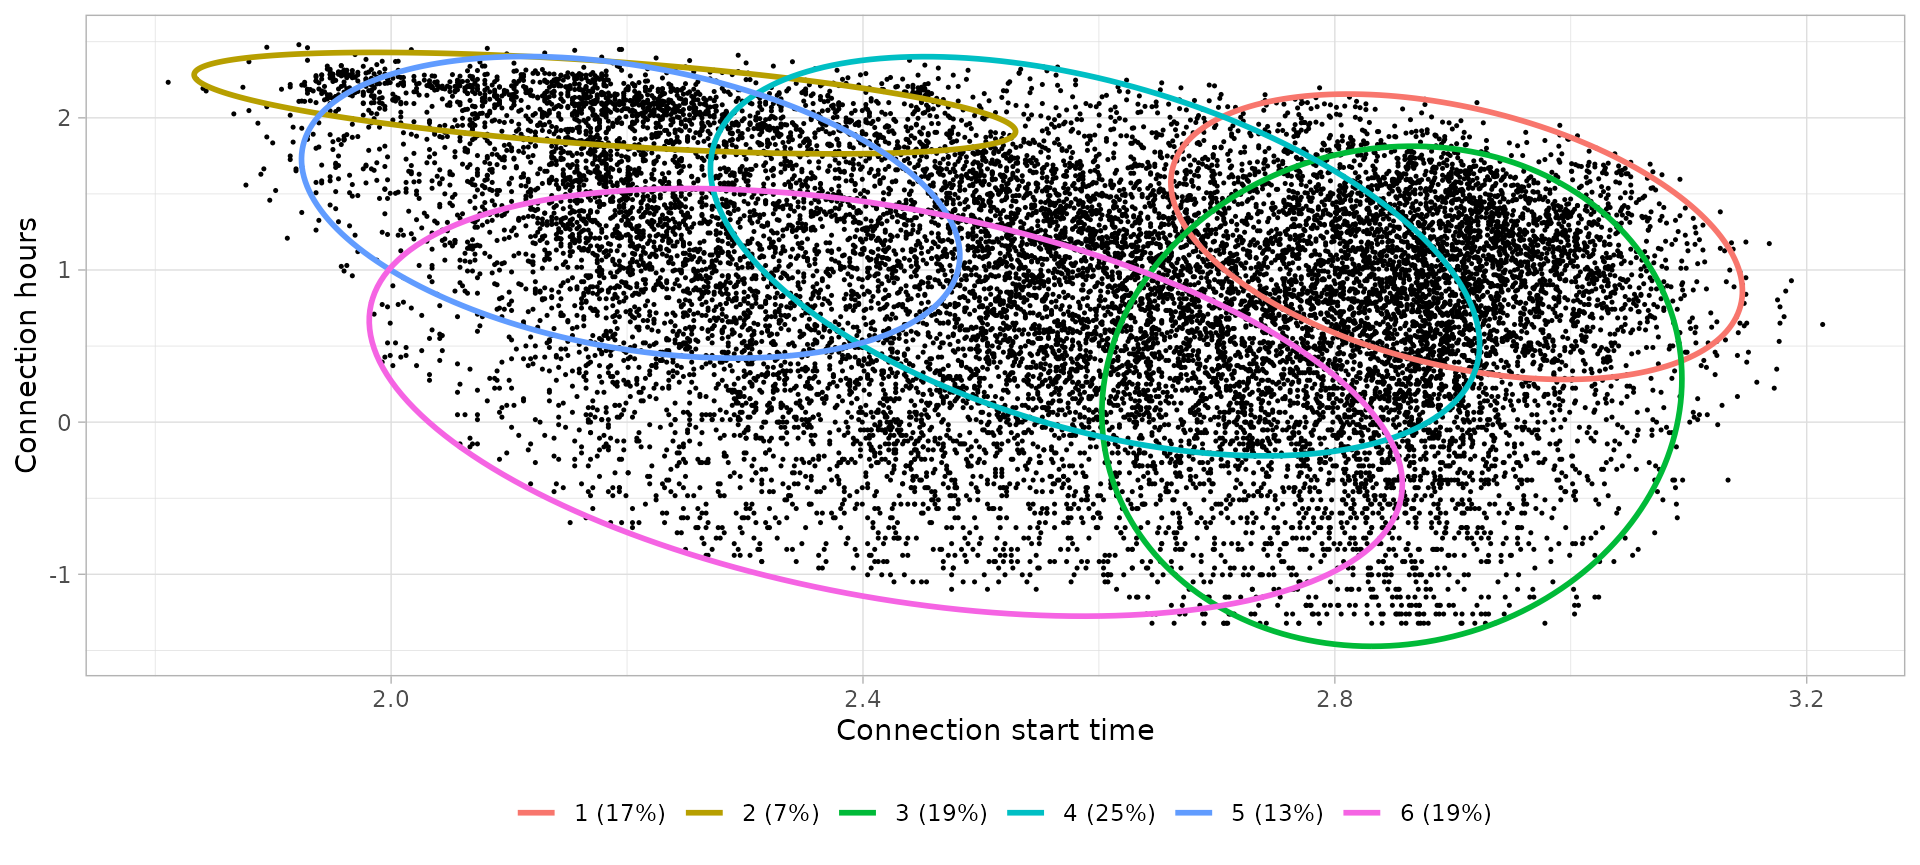 Connection hours
2
1
0
-1
2.0 2.4 2.8 3.2
Connection start time
1 (17%) 2 (7%) 3 (19%) 4 (25%) 5 (13%) 6 (19%)